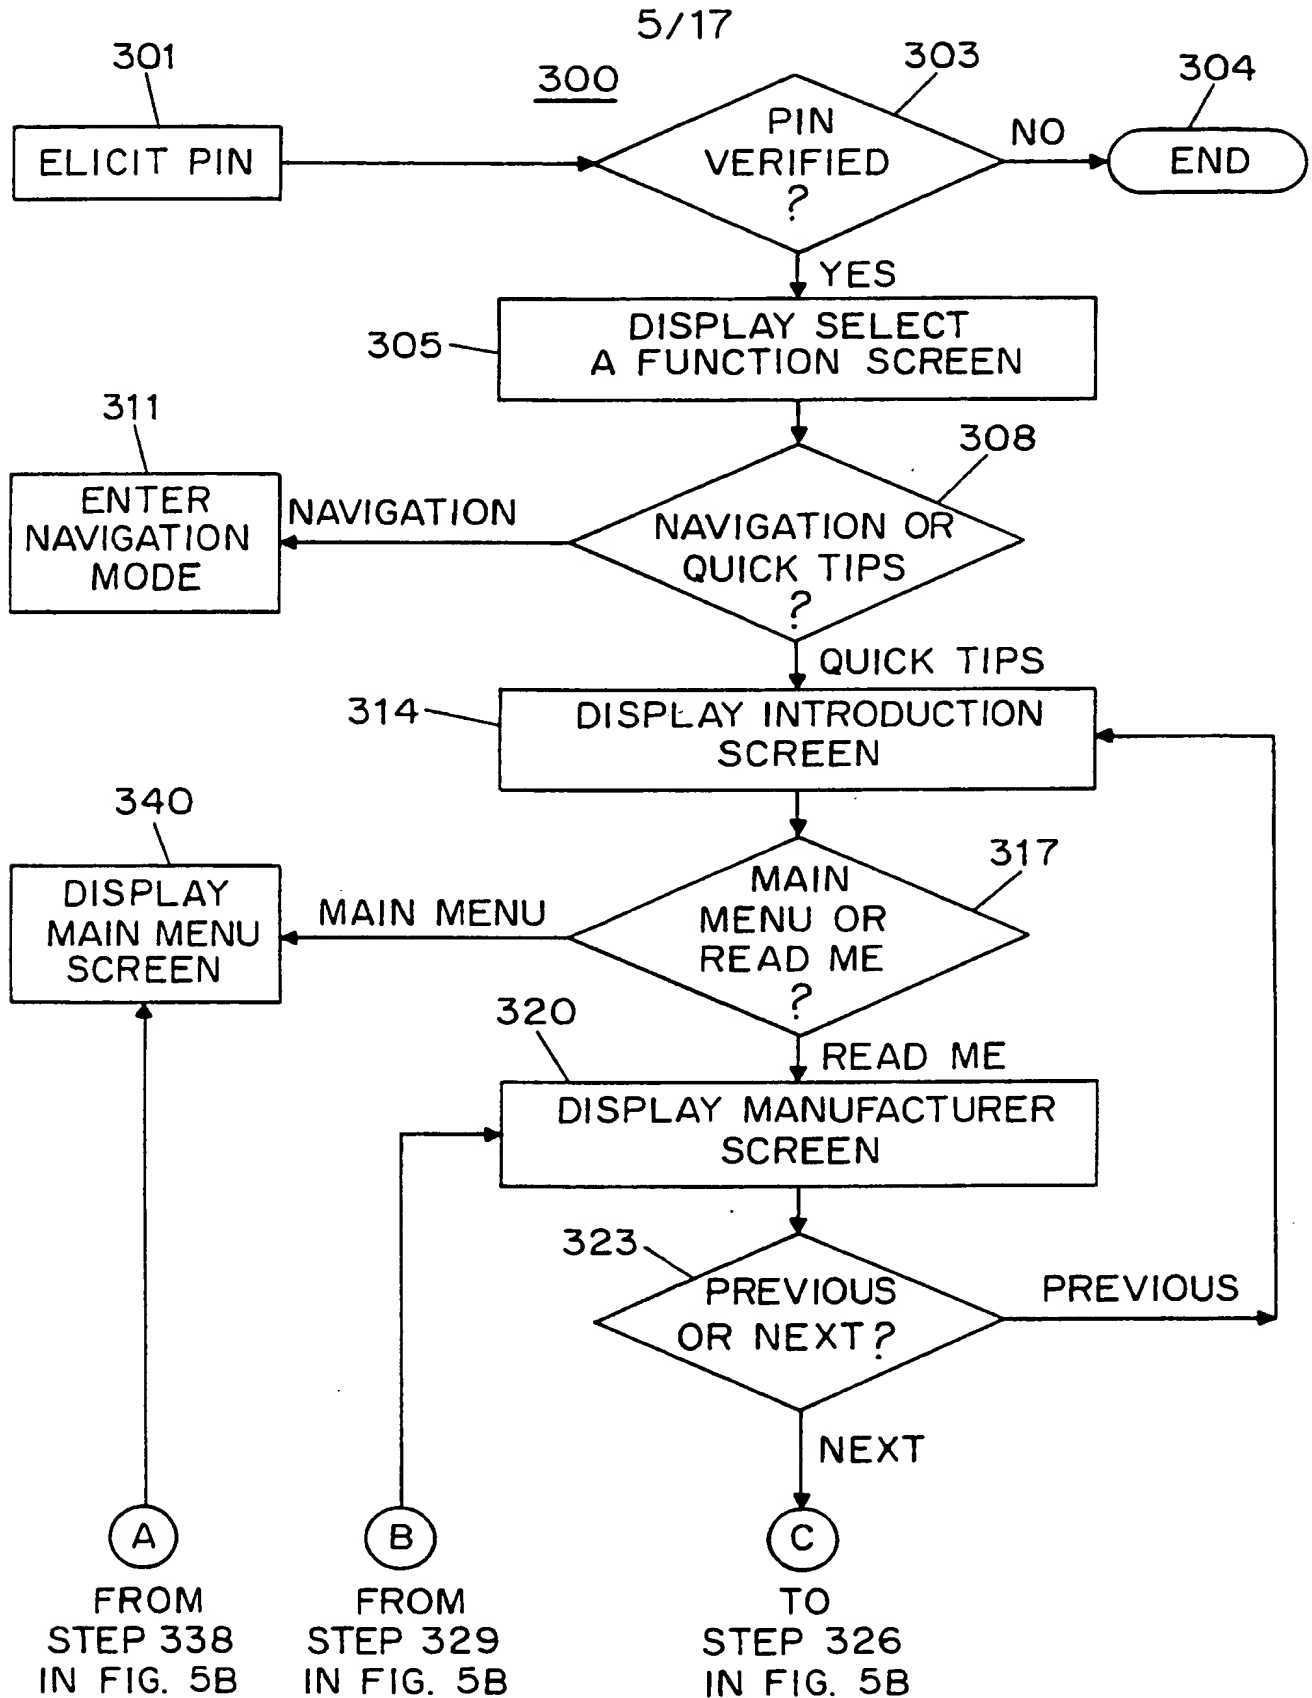 5/17
301
300
303
304
ELICIT PIN
PIN
VERIFIED
?
NO
END
YES
305
DISPLAY SELECT
A FUNCTION SCREEN
311
308
ENTER
NAVIGATION
MODE
NAVIGATION
NAVIGATION OR
QUICK TIPS
?
QUICK TIPS
314
DISPLAY INTRODUCTION
SCREEN
340
317
DISPLAY
MAIN MENU
SCREEN
MAIN MENU
MAIN
MENU OR
READ ME
?
320
READ ME
DISPLAY MANUFACTURER
SCREEN
323
PREVIOUS
OR NEXT?
PREVIOUS
NEXT
A
B
C
FROM
STEP 338
IN FIG. 5B
FROM
STEP 329
IN FIG. 5B
TO
STEP 326
IN FIG. 5B